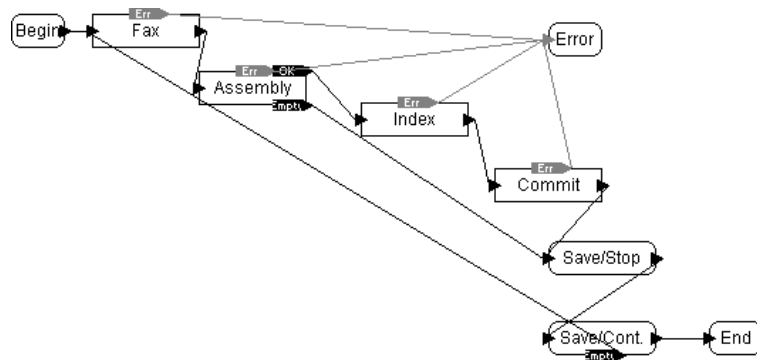 Err
Begin
Fax
Error
Err
OK
Assembly
Empty
Err
Index
Err
Commit
Save/Stop
Save/Cont.
End
Empty